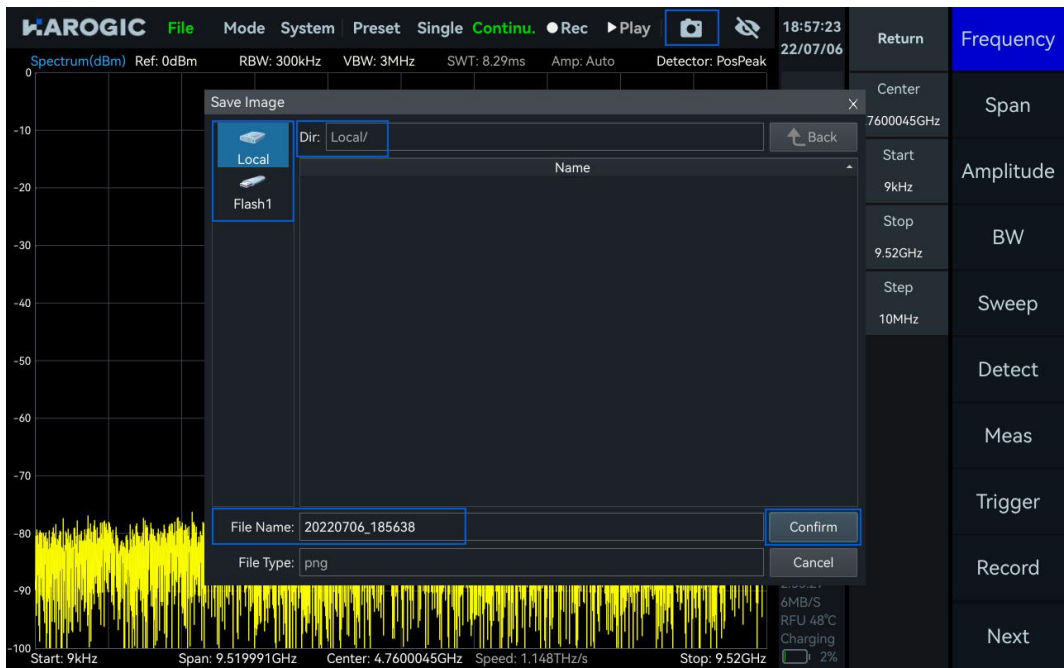 HAROGIC File Mode System Preset Single Continu. Rec Play
18:57:23
22/07/06
Spectrum(dBm) Ref: 0dBm RBW: 300kHz VBW: 3MHz SWT: 8.29ms Amp: Auto Detector: PosPeak
0
-10
-20
-30
-40
-50
-60
-70
-80
-90
-100
Save Image X
Local
Flash1
Dir: Local/ Back
Name
File Name: 20220706_185638 Confirm
File Type: png Cancel
6MB/S
RFU 48°C
Charging
2%
Start: 9kHz Span: 9.519991GHz Center: 4.7600045GHz Speed: 1.148THz/s Stop: 9.52GHz
Return
Center
7600045GHz
Start
9kHz
Stop
9.52GHz
Step
10MHz
Frequency
Span
Amplitude
BW
Sweep
Detect
Meas
Trigger
Record
Next